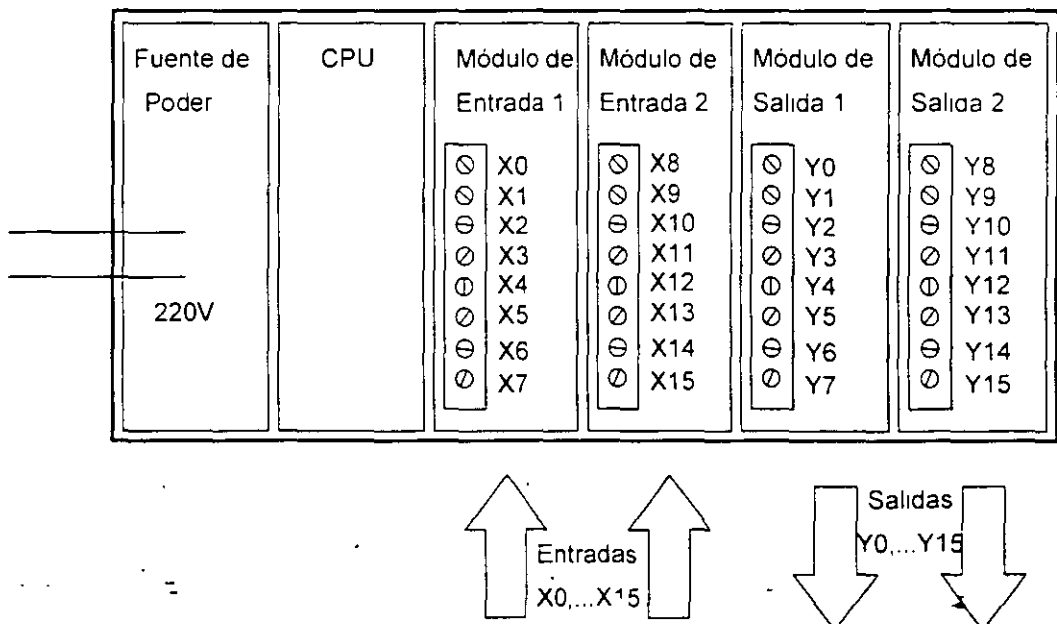 Fuente de
Poder
220V
CPU
Módulo de
Entrada 1
X0
X1
X2
X3
X4
X5
X6
X7
Módulo de
Entrada 2
X8
X9
X10
X11
X12
X13
X14
X15
Módulo de
Salida 1
Y0
Y1
Y2
Y3
Y4
Y5
Y6
Y7
Módulo de
Salida 2
Y8
Y9
Y10
Y11
Y12
Y13
Y14
Y15
Entradas
X0,...X15
Salidas
Y0,...Y15